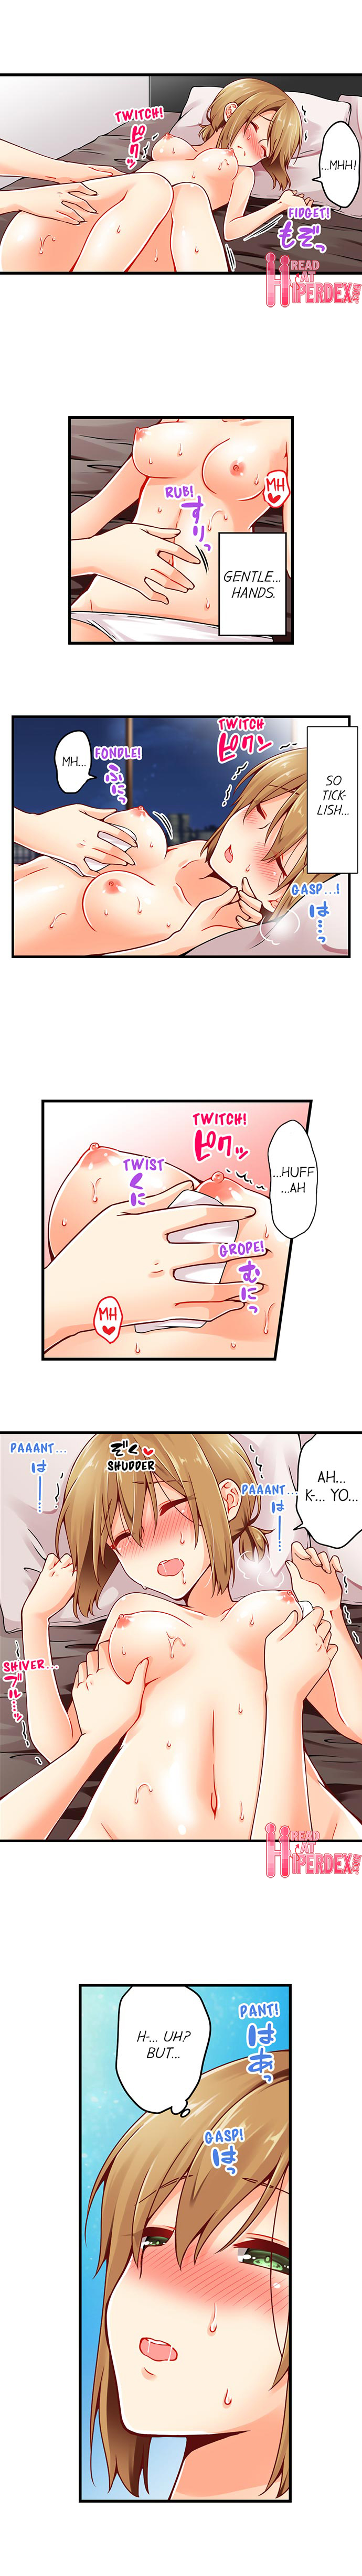 TWITCH!
ピクッ
...MHH!
FIDGET!
もぞっ
READ
AT
HIPERDEX
RUB!
すりっ
MH
♥
GENTLE...
HANDS.
TWITCH
ピクン
MH...
FONDLE!
ふにっ
SO
TICK-
LISH...
GASP...!
は…っ
TWITCH!
ピクッ
TWIST
くに
...HUFF
...AH
GROPE!
むにっ
MH
♥
PAAANT...
はー…
ぞく♥
SHUDDER
AH...
K-... YO...
PAAANT...
はー…
SHIVER...
ブル…ッ
READ
AT
HIPERDEX
H-... UH?
BUT...
PANT!
はあっ
GASP!
はっ